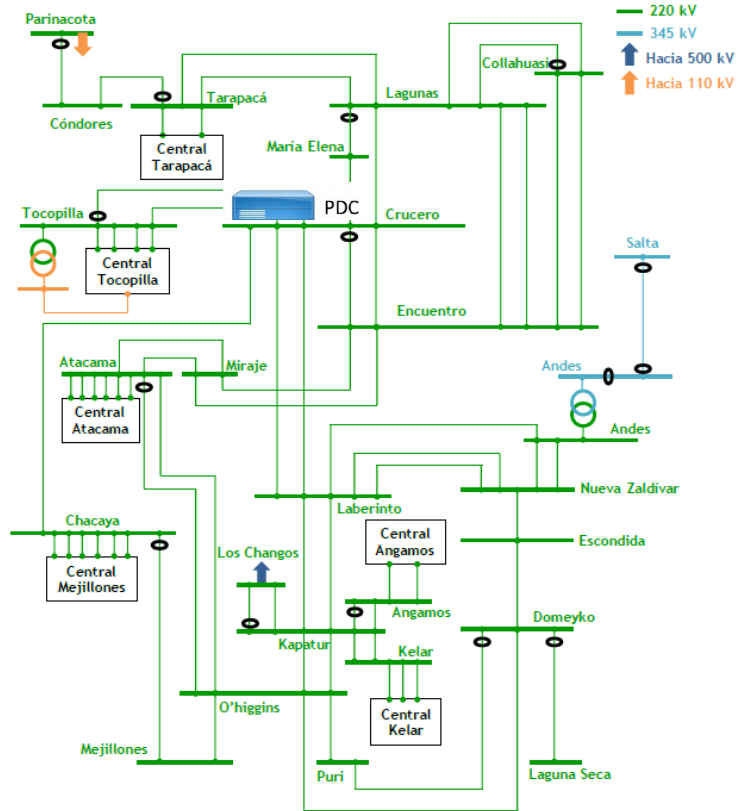 Parinacota
220 kV
345 kV
Hacia 500 kV
Hacia 110 kV
Collahuasi
Cóndores
Tarapacá
Lagunas
Central
Tarapacá
María Elena
PDC
Crucero
Tocopilla
Central
Tocopilla
Salta
Encuentro
Atacama
Miraje
Andes
Central
Atacama
Andes
Laberinto
Nueva Zaldívar
Chacaya
Central
Mejillones
Los Changos
Central
Angamos
Escondida
Angamos
Domeyko
Kapatur
Kelar
O'higgins
Central
Kelar
Mejillones
Puri
Laguna Seca